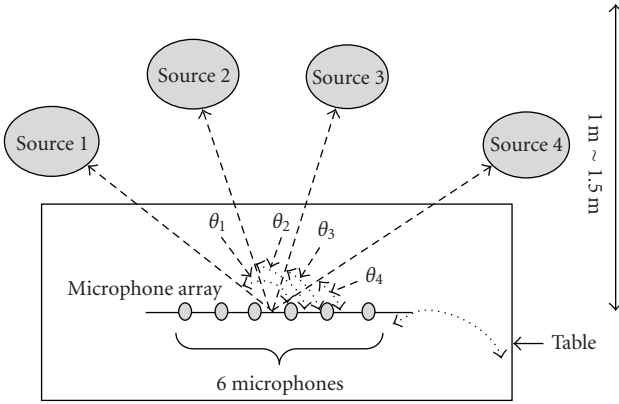 Source 2
Source 3
Source 1
Source 4
1 m ~ 1.5 m
θ1
θ2
θ3
θ4
Microphone array
Table
6 microphones